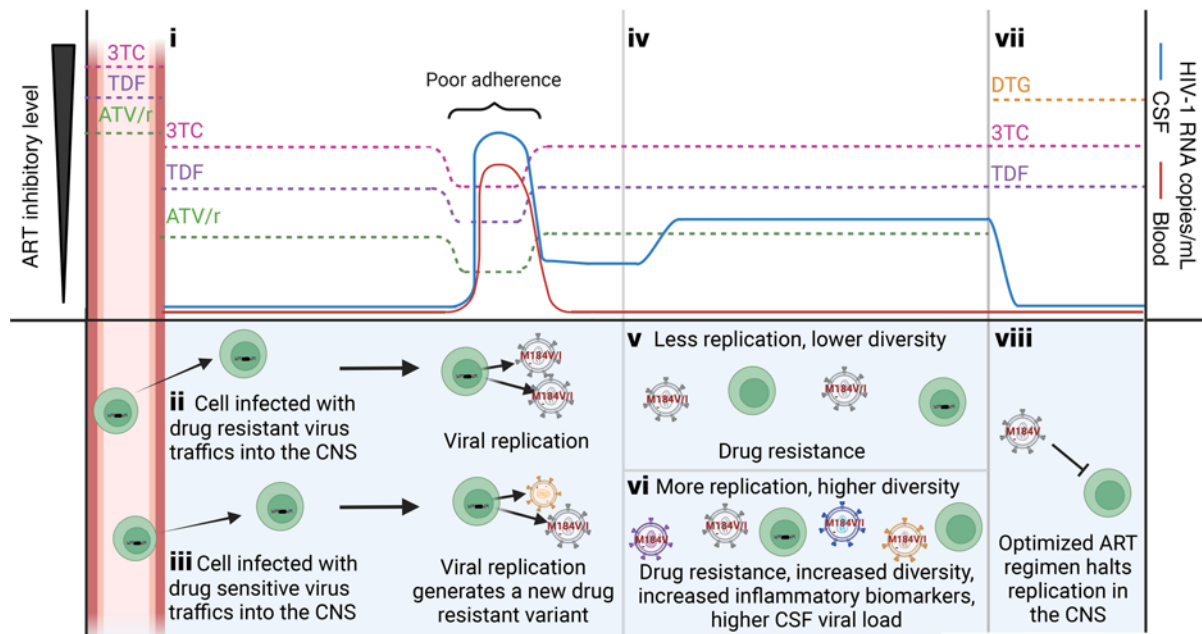 ART inhibitory level
3TC
TDF
ATV/r
i
3TC
TDF
ATV/r
Poor adherence
iv
vii
DTG
3TC
TDF
HIV-1 RNA copies/mL
CSF
Blood
ii Cell infected with
drug resistant virus
traffics into the CNS
M184V/I
M184V/I
Viral replication
iii Cell infected with
drug sensitive virus
traffics into the CNS
M184V/I
Viral replication
generates a new drug
resistant variant
v Less replication, lower diversity
M184V/I
M184V/I
Drug resistance
vi More replication, higher diversity
M184V
M184V/I
M184V/I
M184V/I
Drug resistance, increased diversity,
increased inflammatory biomarkers,
higher CSF viral load
viii
M184V
Optimized ART
regimen halts
replication in
the CNS